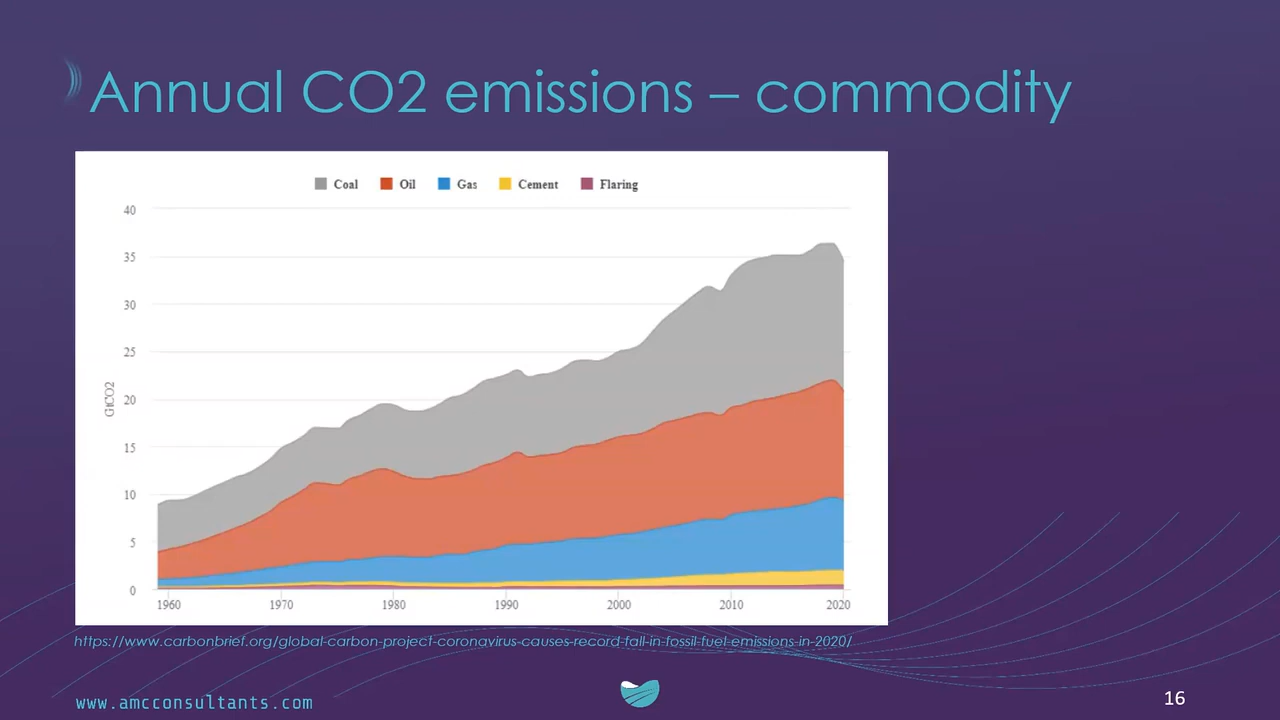 Annual CO2 emissions – commodity
Coal Oil Gas Cement Flaring
40
35
30
25
20
15
10
5
0
GtCO2
1960 1970 1980 1990 2000 2010 2020
https://www.carbonbrief.org/global-carbon-project-coronavirus-causes-record-fall-in-fossil-fuel-emissions-in-2020/
www.amcconsultants.com
16